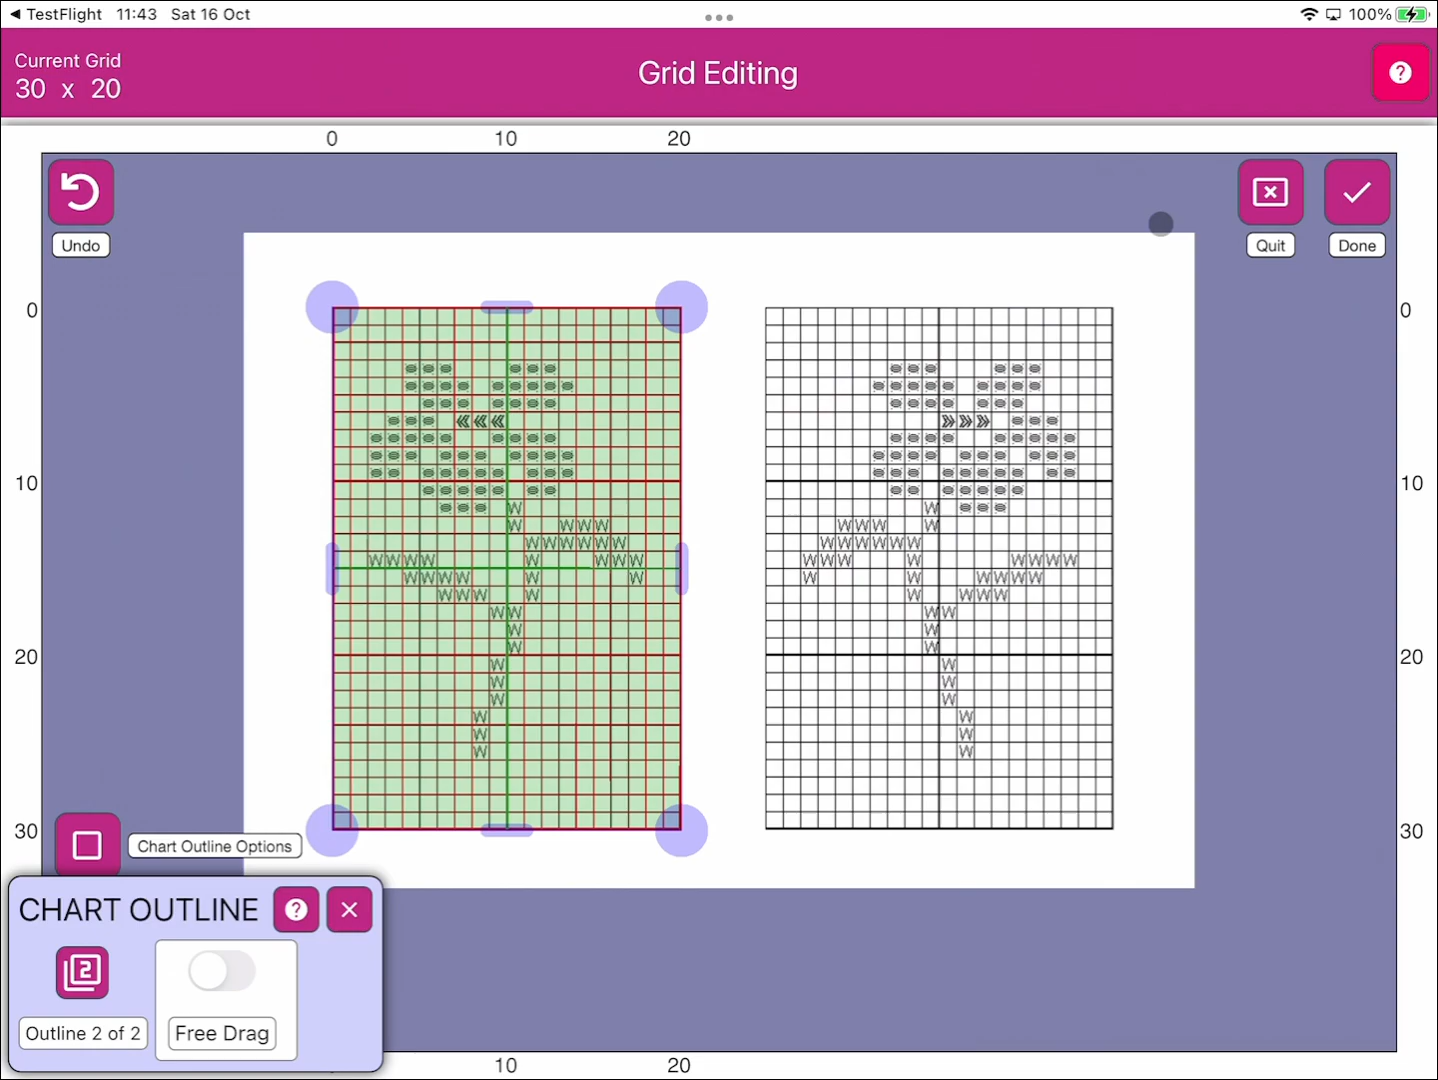 TestFlight 11:43 Sat 16 Oct
100%
Current Grid
30 x 20
Grid Editing
0 10 20
Undo
Quit
Done
0
0
10
10
20
20
30
30
Chart Outline Options
CHART OUTLINE
2
Outline 2 of 2
Free Drag
10 20